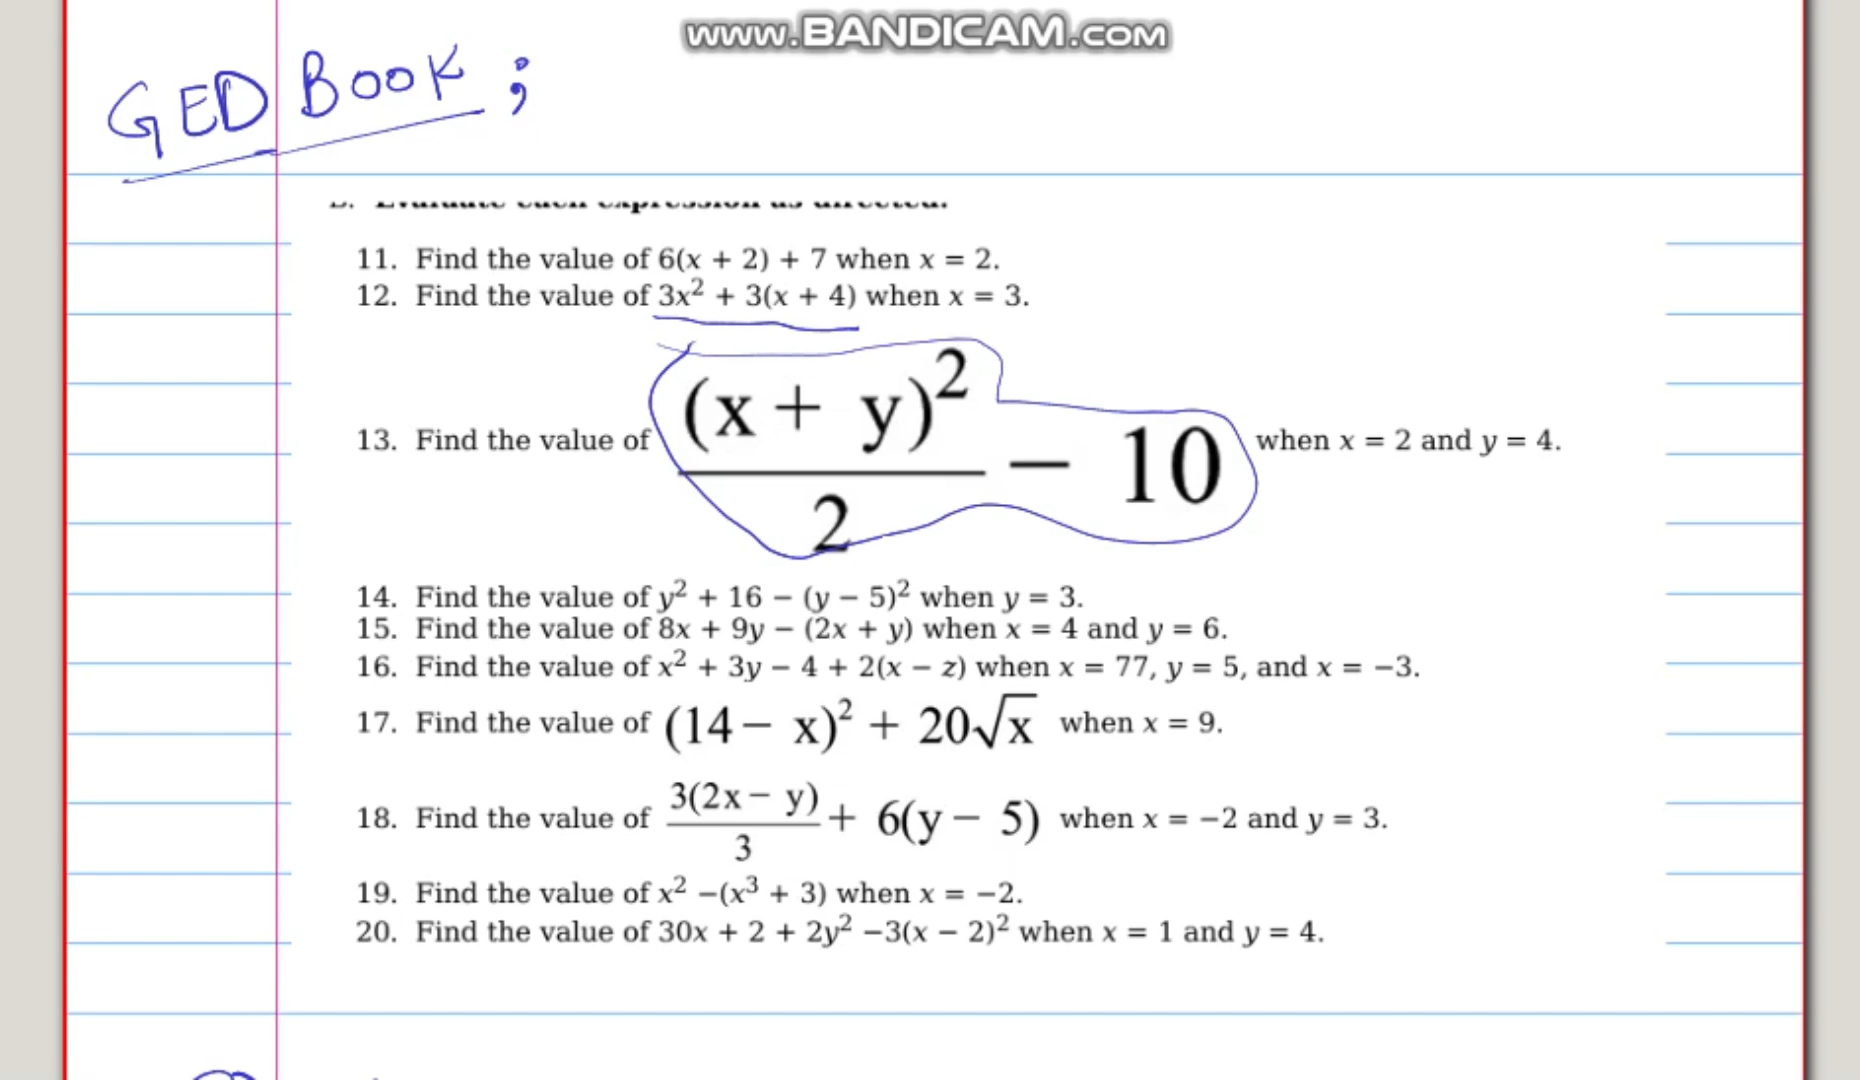 www.BANDICAM.com
GED BOOK ;
B. Evaluate each expression as directed.
11. Find the value of 6(x + 2) + 7 when x = 2.
12. Find the value of 3x² + 3(x + 4) when x = 3.
13. Find the value of (x + y)² / 2 − 10 when x = 2 and y = 4.
14. Find the value of y² + 16 − (y − 5)² when y = 3.
15. Find the value of 8x + 9y − (2x + y) when x = 4 and y = 6.
16. Find the value of x² + 3y − 4 + 2(x − z) when x = 77, y = 5, and x = −3.
17. Find the value of (14 − x)² + 20√x when x = 9.
18. Find the value of 3(2x − y) / 3 + 6(y − 5) when x = −2 and y = 3.
19. Find the value of x² −(x³ + 3) when x = −2.
20. Find the value of 30x + 2 + 2y² −3(x − 2)² when x = 1 and y = 4.